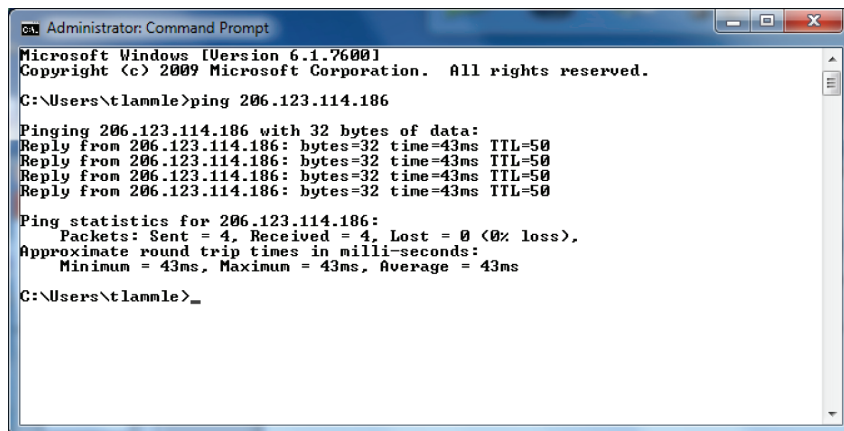 Administrator: Command Prompt
Microsoft Windows [Version 6.1.7600]
Copyright (c) 2009 Microsoft Corporation.  All rights reserved.
C:\Users\tlammle>ping 206.123.114.186
Pinging 206.123.114.186 with 32 bytes of data:
Reply from 206.123.114.186: bytes=32 time=43ms TTL=50
Reply from 206.123.114.186: bytes=32 time=43ms TTL=50
Reply from 206.123.114.186: bytes=32 time=43ms TTL=50
Reply from 206.123.114.186: bytes=32 time=43ms TTL=50
Ping statistics for 206.123.114.186:
    Packets: Sent = 4, Received = 4, Lost = 0 (0% loss),
Approximate round trip times in milli-seconds:
    Minimum = 43ms, Maximum = 43ms, Average = 43ms
C:\Users\tlammle>_